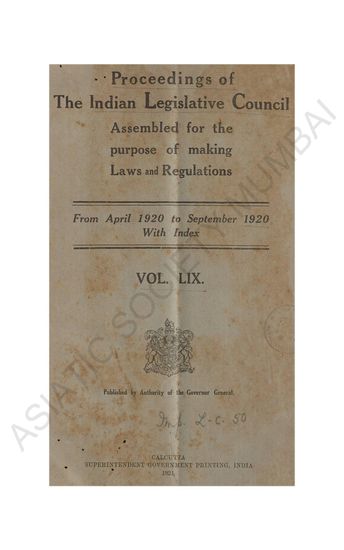 Proceedings of
The Indian Legislative Council
Assembled for the
purpose of making
Laws and Regulations
From April 1920 to September 1920
With Index
VOL. LIX.
Published by Authority of the Governor General.
Imp. L-C. 50
CALCUTTA
SUPERINTENDENT GOVERNMENT PRINTING, INDIA
1921
ASIATIC SOCIETY MUMBAI